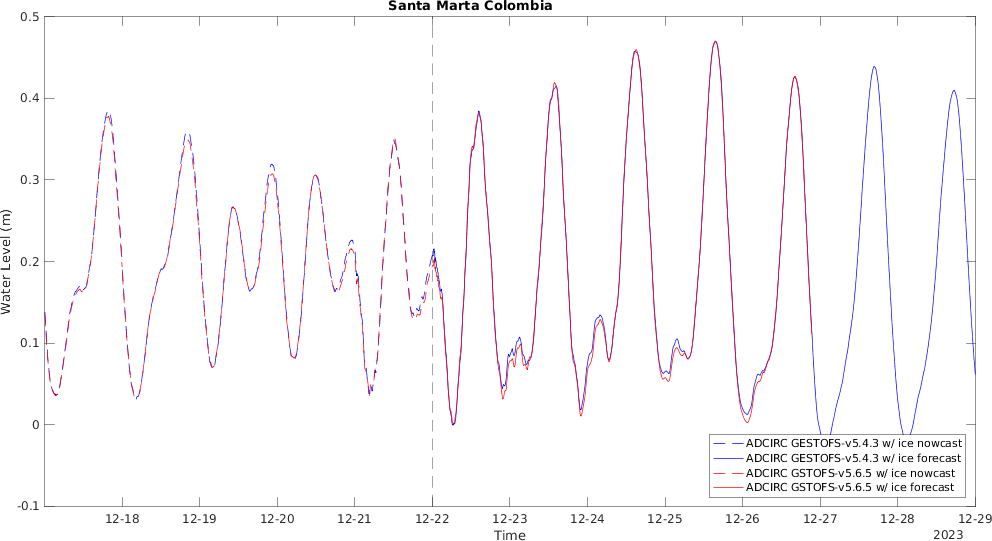 Santa Marta Colombia
0.5
0.4
0.3
0.2
0.1
0
-0.1
Water Level (m)
ADCIRC GESTOFS-v5.4.3 w/ ice nowcast
ADCIRC GESTOFS-v5.4.3 w/ ice forecast
ADCIRC GSTOFS-v5.6.5 w/ ice nowcast
ADCIRC GSTOFS-v5.6.5 w/ ice forecast
12-18 12-19 12-20 12-21 12-22 12-23 12-24 12-25 12-26 12-27 12-28 12-29
Time
2023